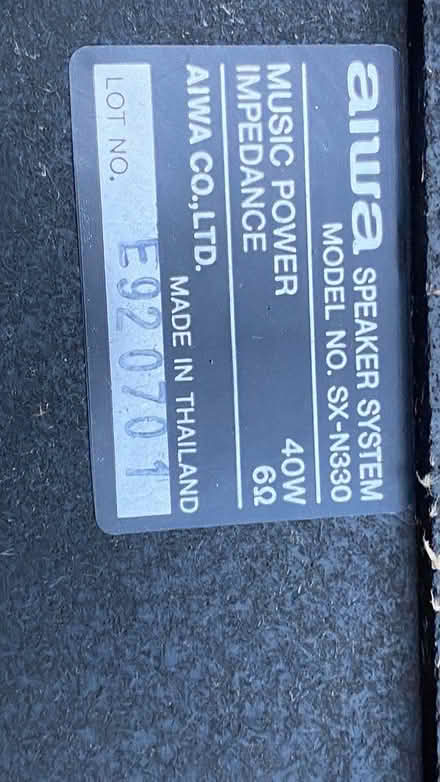 aiwa SPEAKER SYSTEM
MODEL NO. SX-N330
MUSIC POWER 40W
IMPEDANCE 6Ω
AIWA CO.,LTD.
MADE IN THAILAND
LOT NO. E920701